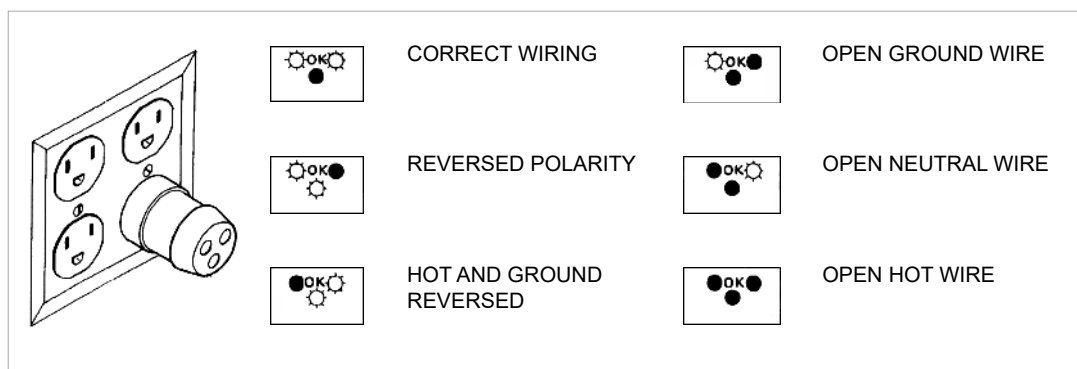 OK
CORRECT WIRING
OK
OPEN GROUND WIRE
OK
REVERSED POLARITY
OK
OPEN NEUTRAL WIRE
OK
HOT AND GROUND
REVERSED
OK
OPEN HOT WIRE